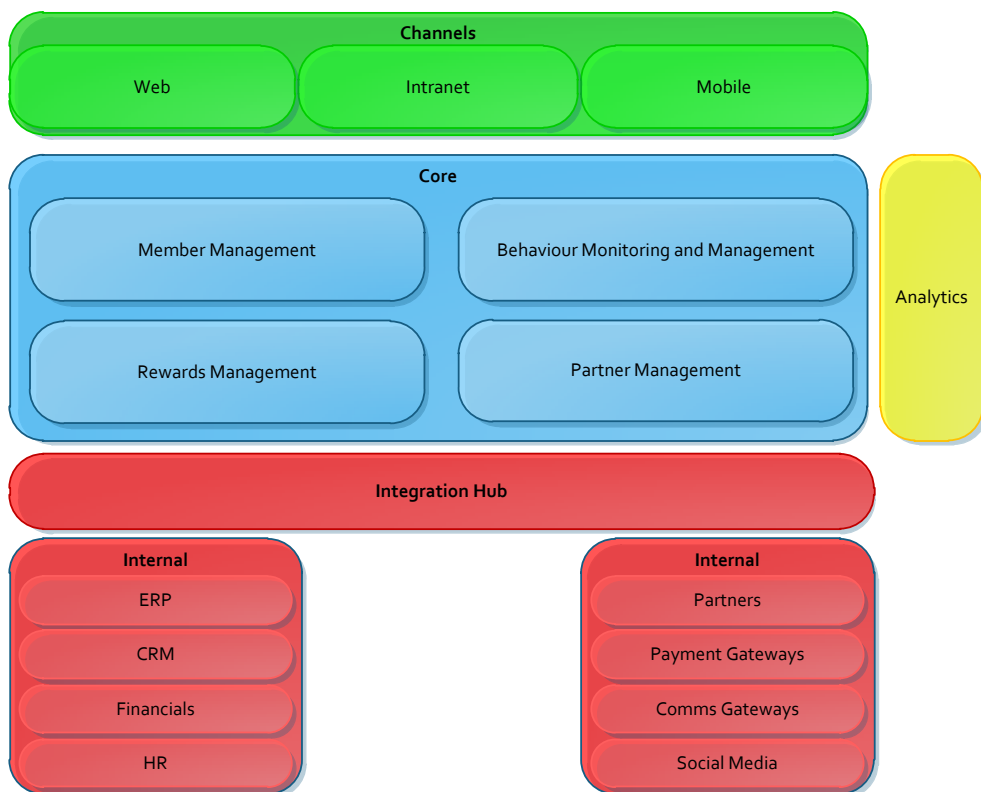 Channels
Web
Intranet
Mobile
Core
Member Management
Behaviour Monitoring and Management
Rewards Management
Partner Management
Analytics
Integration Hub
Internal
ERP
CRM
Financials
HR
Internal
Partners
Payment Gateways
Comms Gateways
Social Media